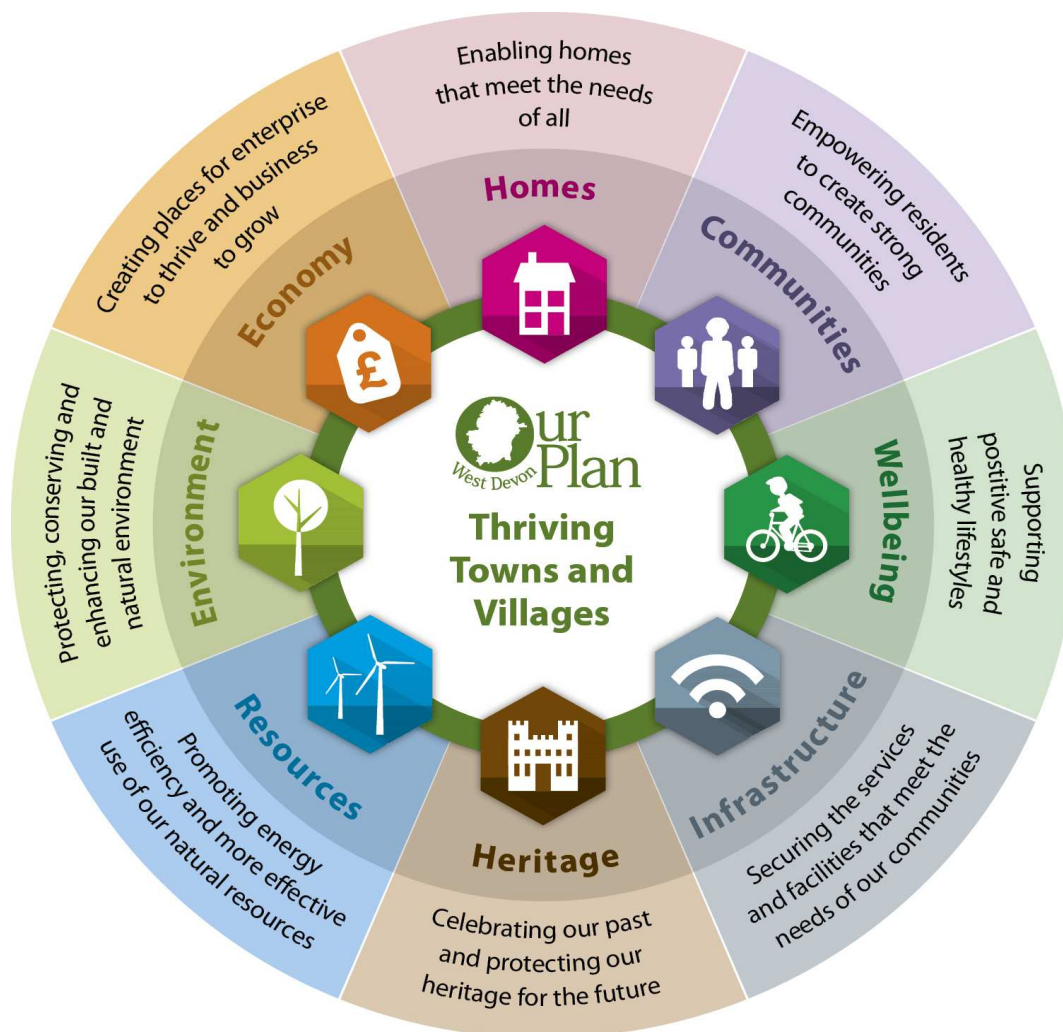 Enabling homes
that meet the needs
of all
Homes
Empowering residents
to create strong
communities
Communities
Supporting
postitive safe and
healthy lifestyles
Wellbeing
Securing the services
and facilities that meet the
needs of our communities
Infrastructure
Celebrating our past
and protecting our
heritage for the future
Heritage
Promoting energy
efficiency and more effective
use of our natural resources
Resources
Protecting, conserving and
enhancing our built and
natural environment
Environment
Creating places for enterprise
to thrive and business
to grow
Economy
£
Our
Plan
West Devon
Thriving
Towns and
Villages